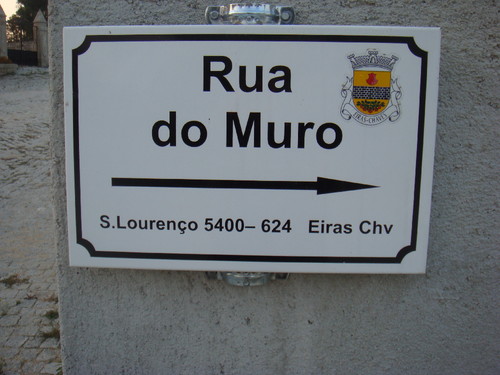 Rua
do Muro
S.Lourenço 5400– 624 Eiras Chv